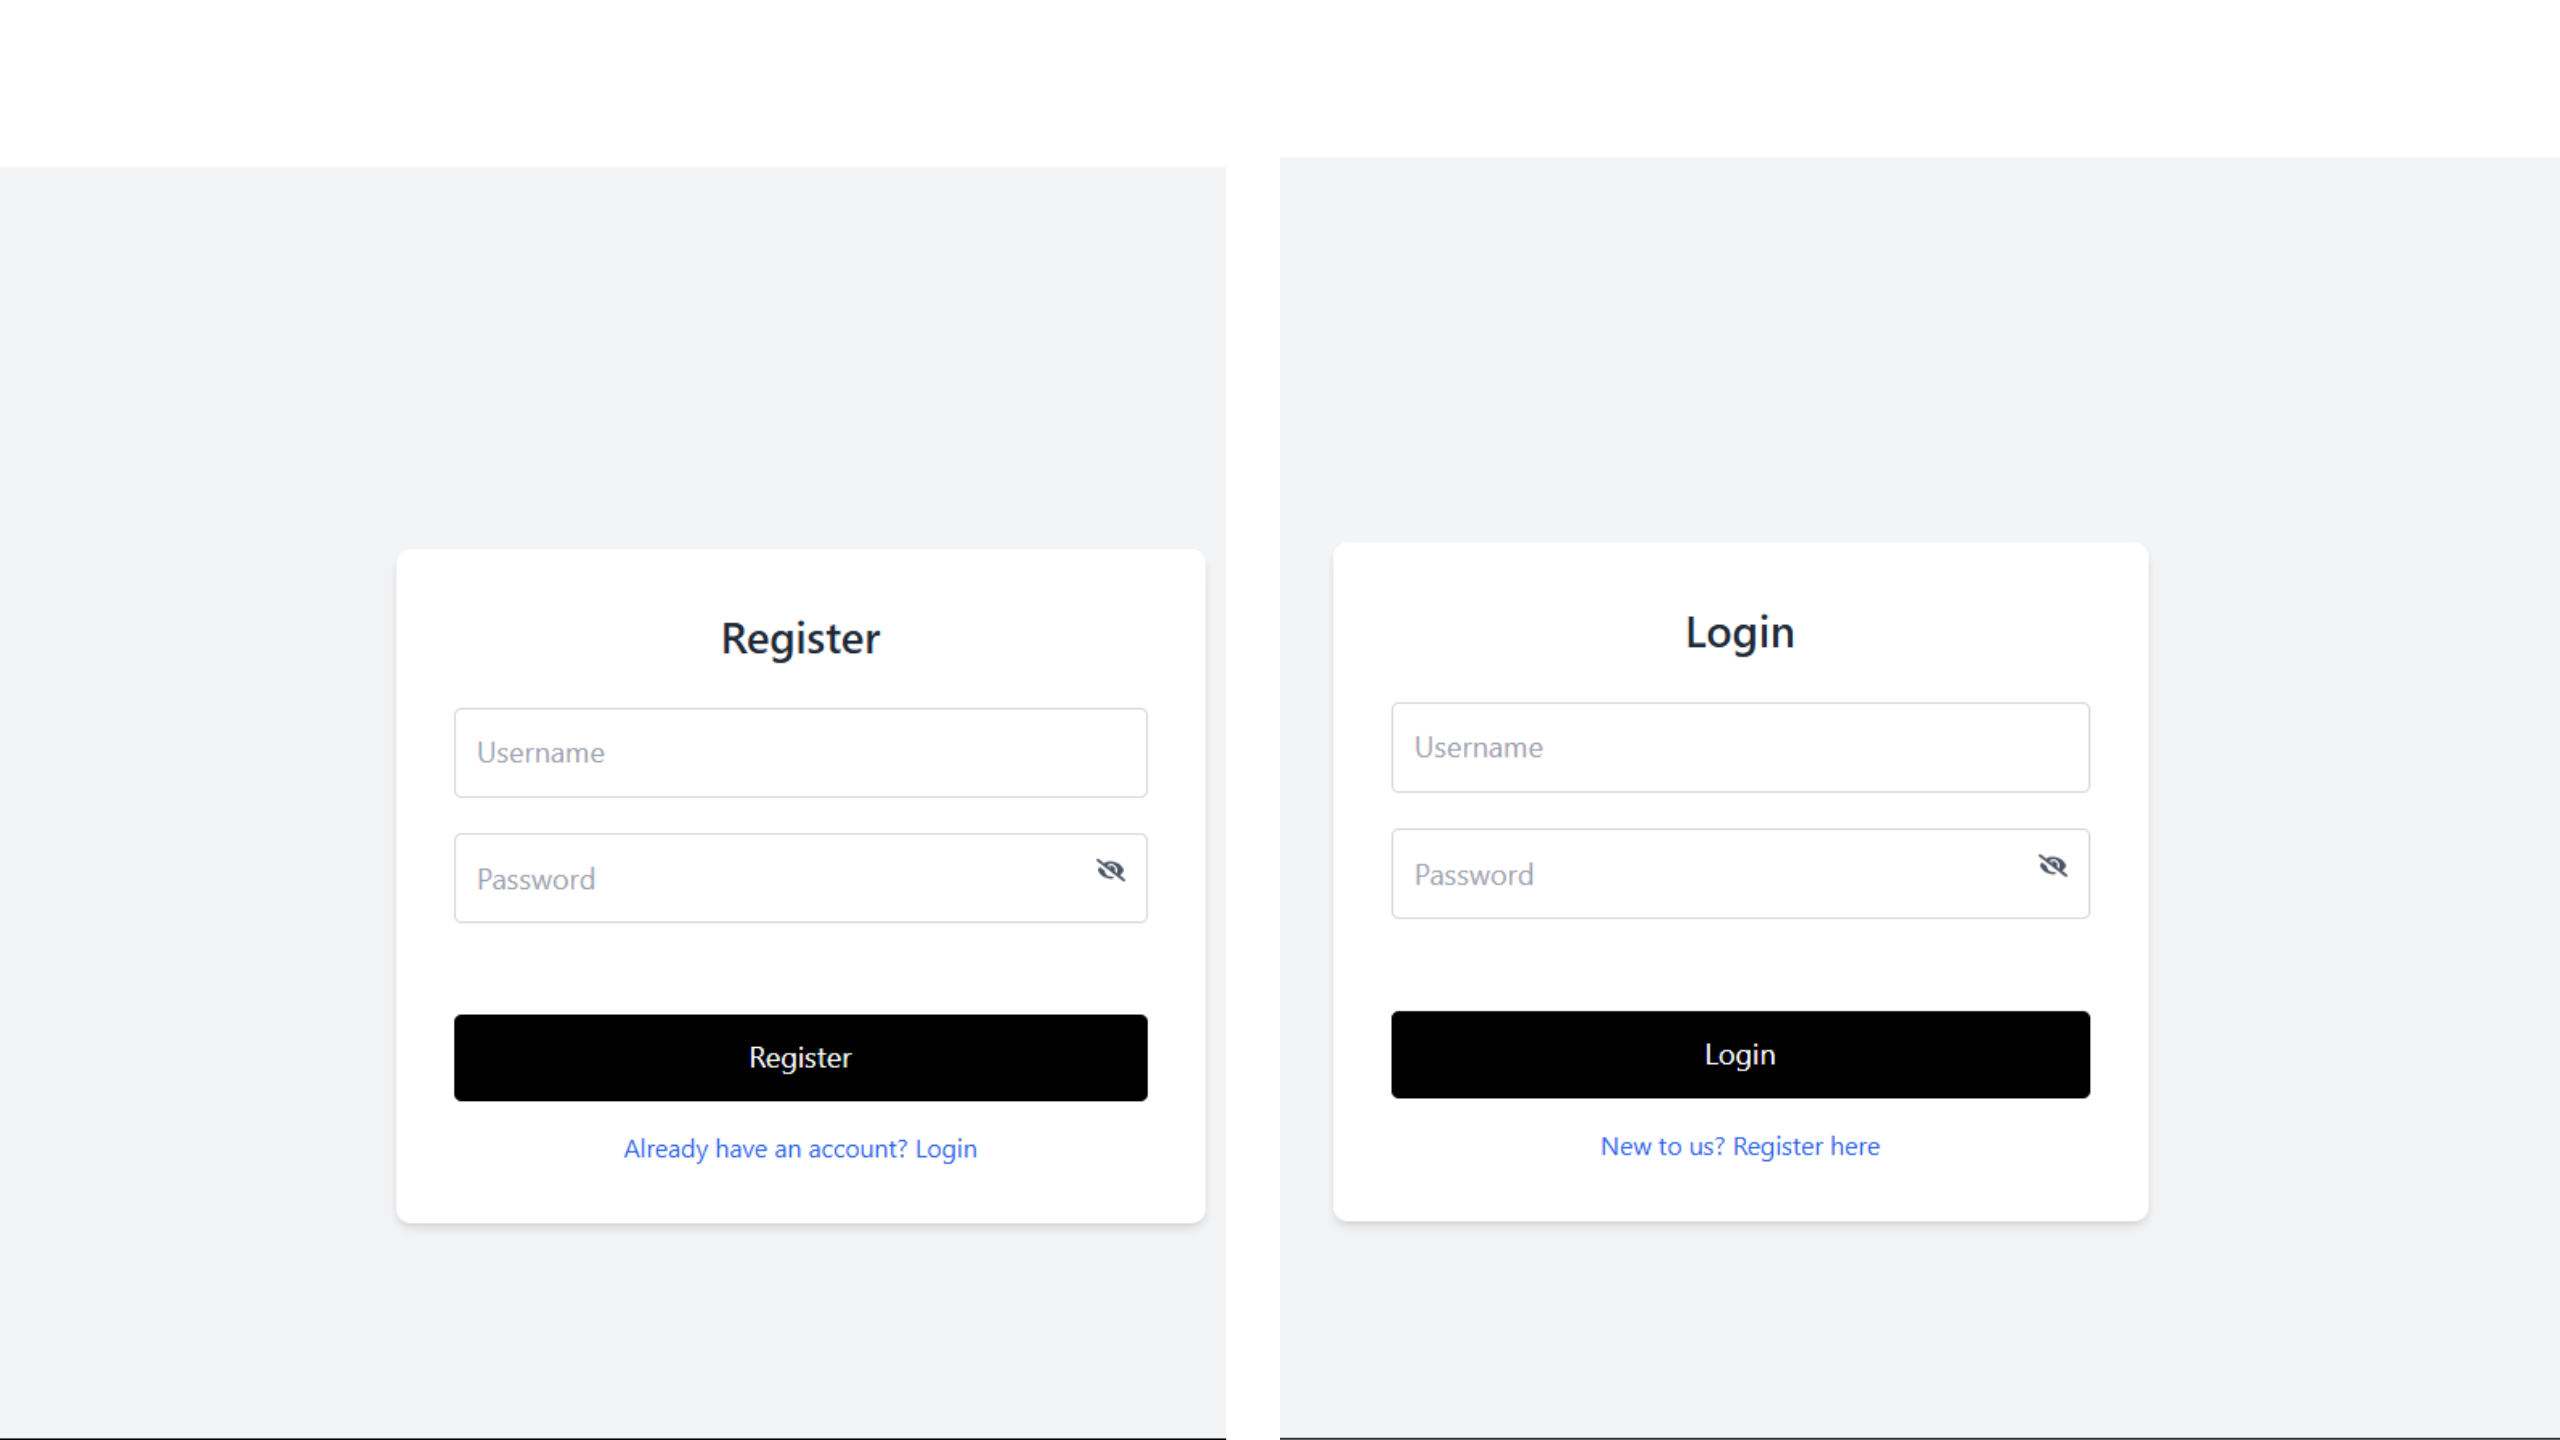 Register
Username
Password
Register
Already have an account? Login
Login
Username
Password
Login
New to us? Register here